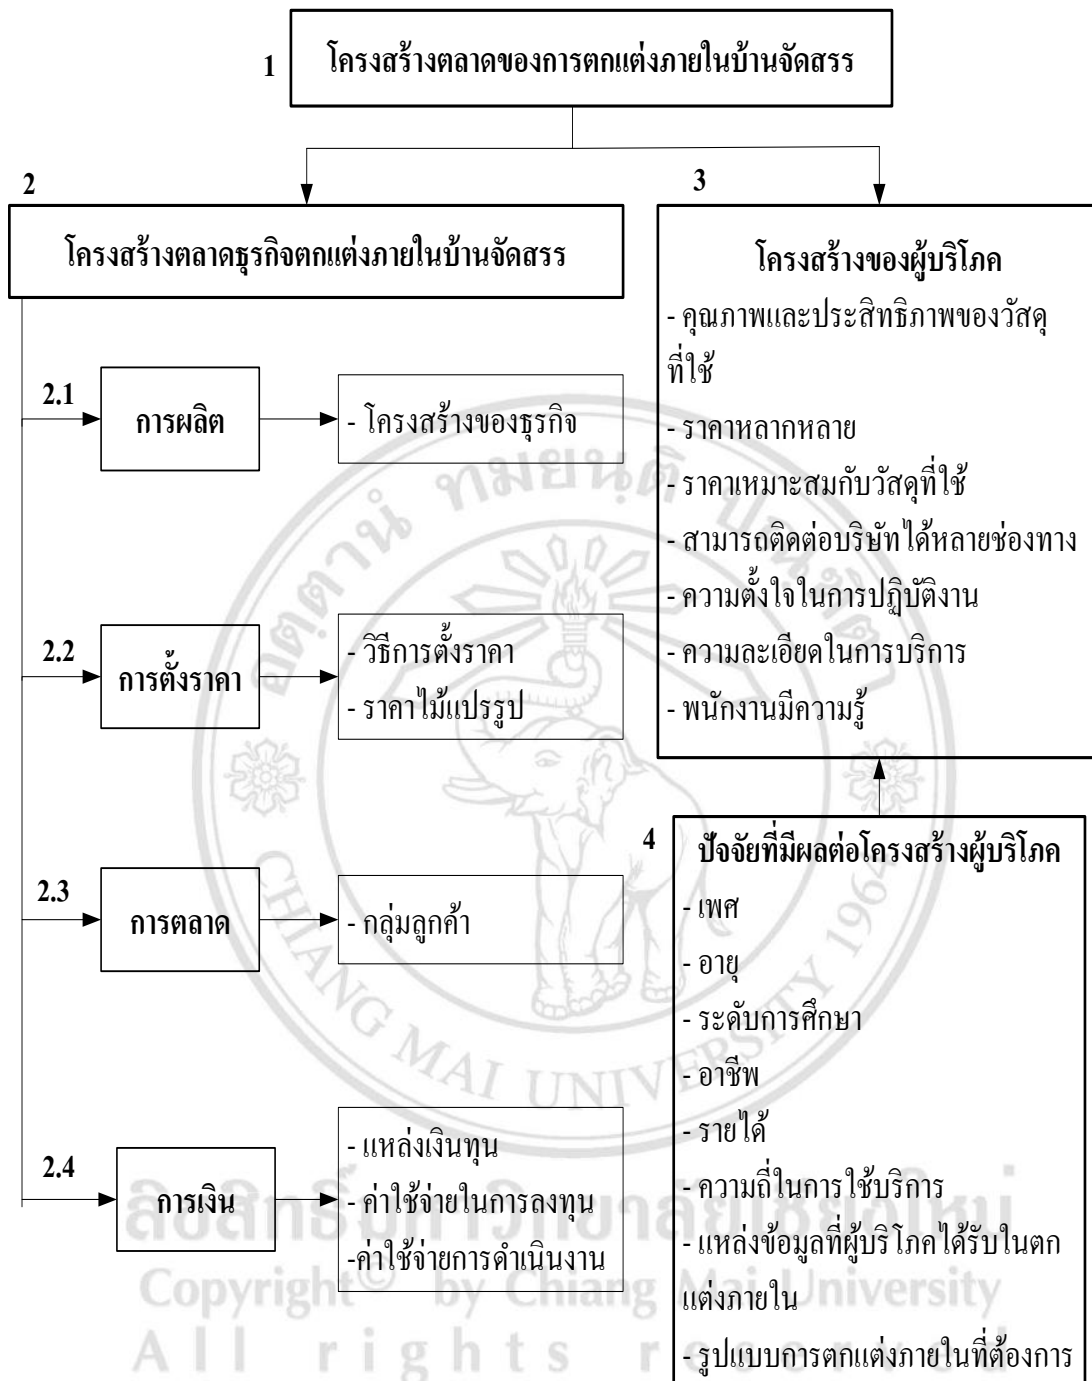 1
โครงสร้างตลาดของการตกแต่งภายในบ้านจัดสรร
2
โครงสร้างตลาดธุรกิจตกแต่งภายในบ้านจัดสรร
2.1
การผลิต
- โครงสร้างของธุรกิจ
2.2
การตั้งราคา
- วิธีการตั้งราคา
- ราคาไม้แปรรูป
2.3
การตลาด
- กลุ่มลูกค้า
2.4
การเงิน
- แหล่งเงินทุน
- ค่าใช้จ่ายในการลงทุน
-ค่าใช้จ่ายการดำเนินงาน
3
โครงสร้างของผู้บริโภค
- คุณภาพและประสิทธิภาพของวัสดุ
ที่ใช้
- ราคาหลากหลาย
- ราคาเหมาะสมกับวัสดุที่ใช้
- สามารถติดต่อบริษัทได้หลายช่องทาง
- ความตั้งใจในการปฏิบัติงาน
- ความละเอียดในการบริการ
- พนักงานมีความรู้
4
ปัจจัยที่มีผลต่อโครงสร้างผู้บริโภค
- เพศ
- อายุ
- ระดับการศึกษา
- อาชีพ
- รายได้
- ความถี่ในการใช้บริการ
- แหล่งข้อมูลที่ผู้บริโภคได้รับในตก
แต่งภายใน
- รูปแบบการตกแต่งภายในที่ต้องการ
อตฺตานํ ทมยนฺติ ปณฺฑิตา
CHIANG MAI UNIVERSITY 1964
ลิขสิทธิ์มหาวิทยาลัยเชียงใหม่
Copyright© by Chiang Mai University
All rights reserved